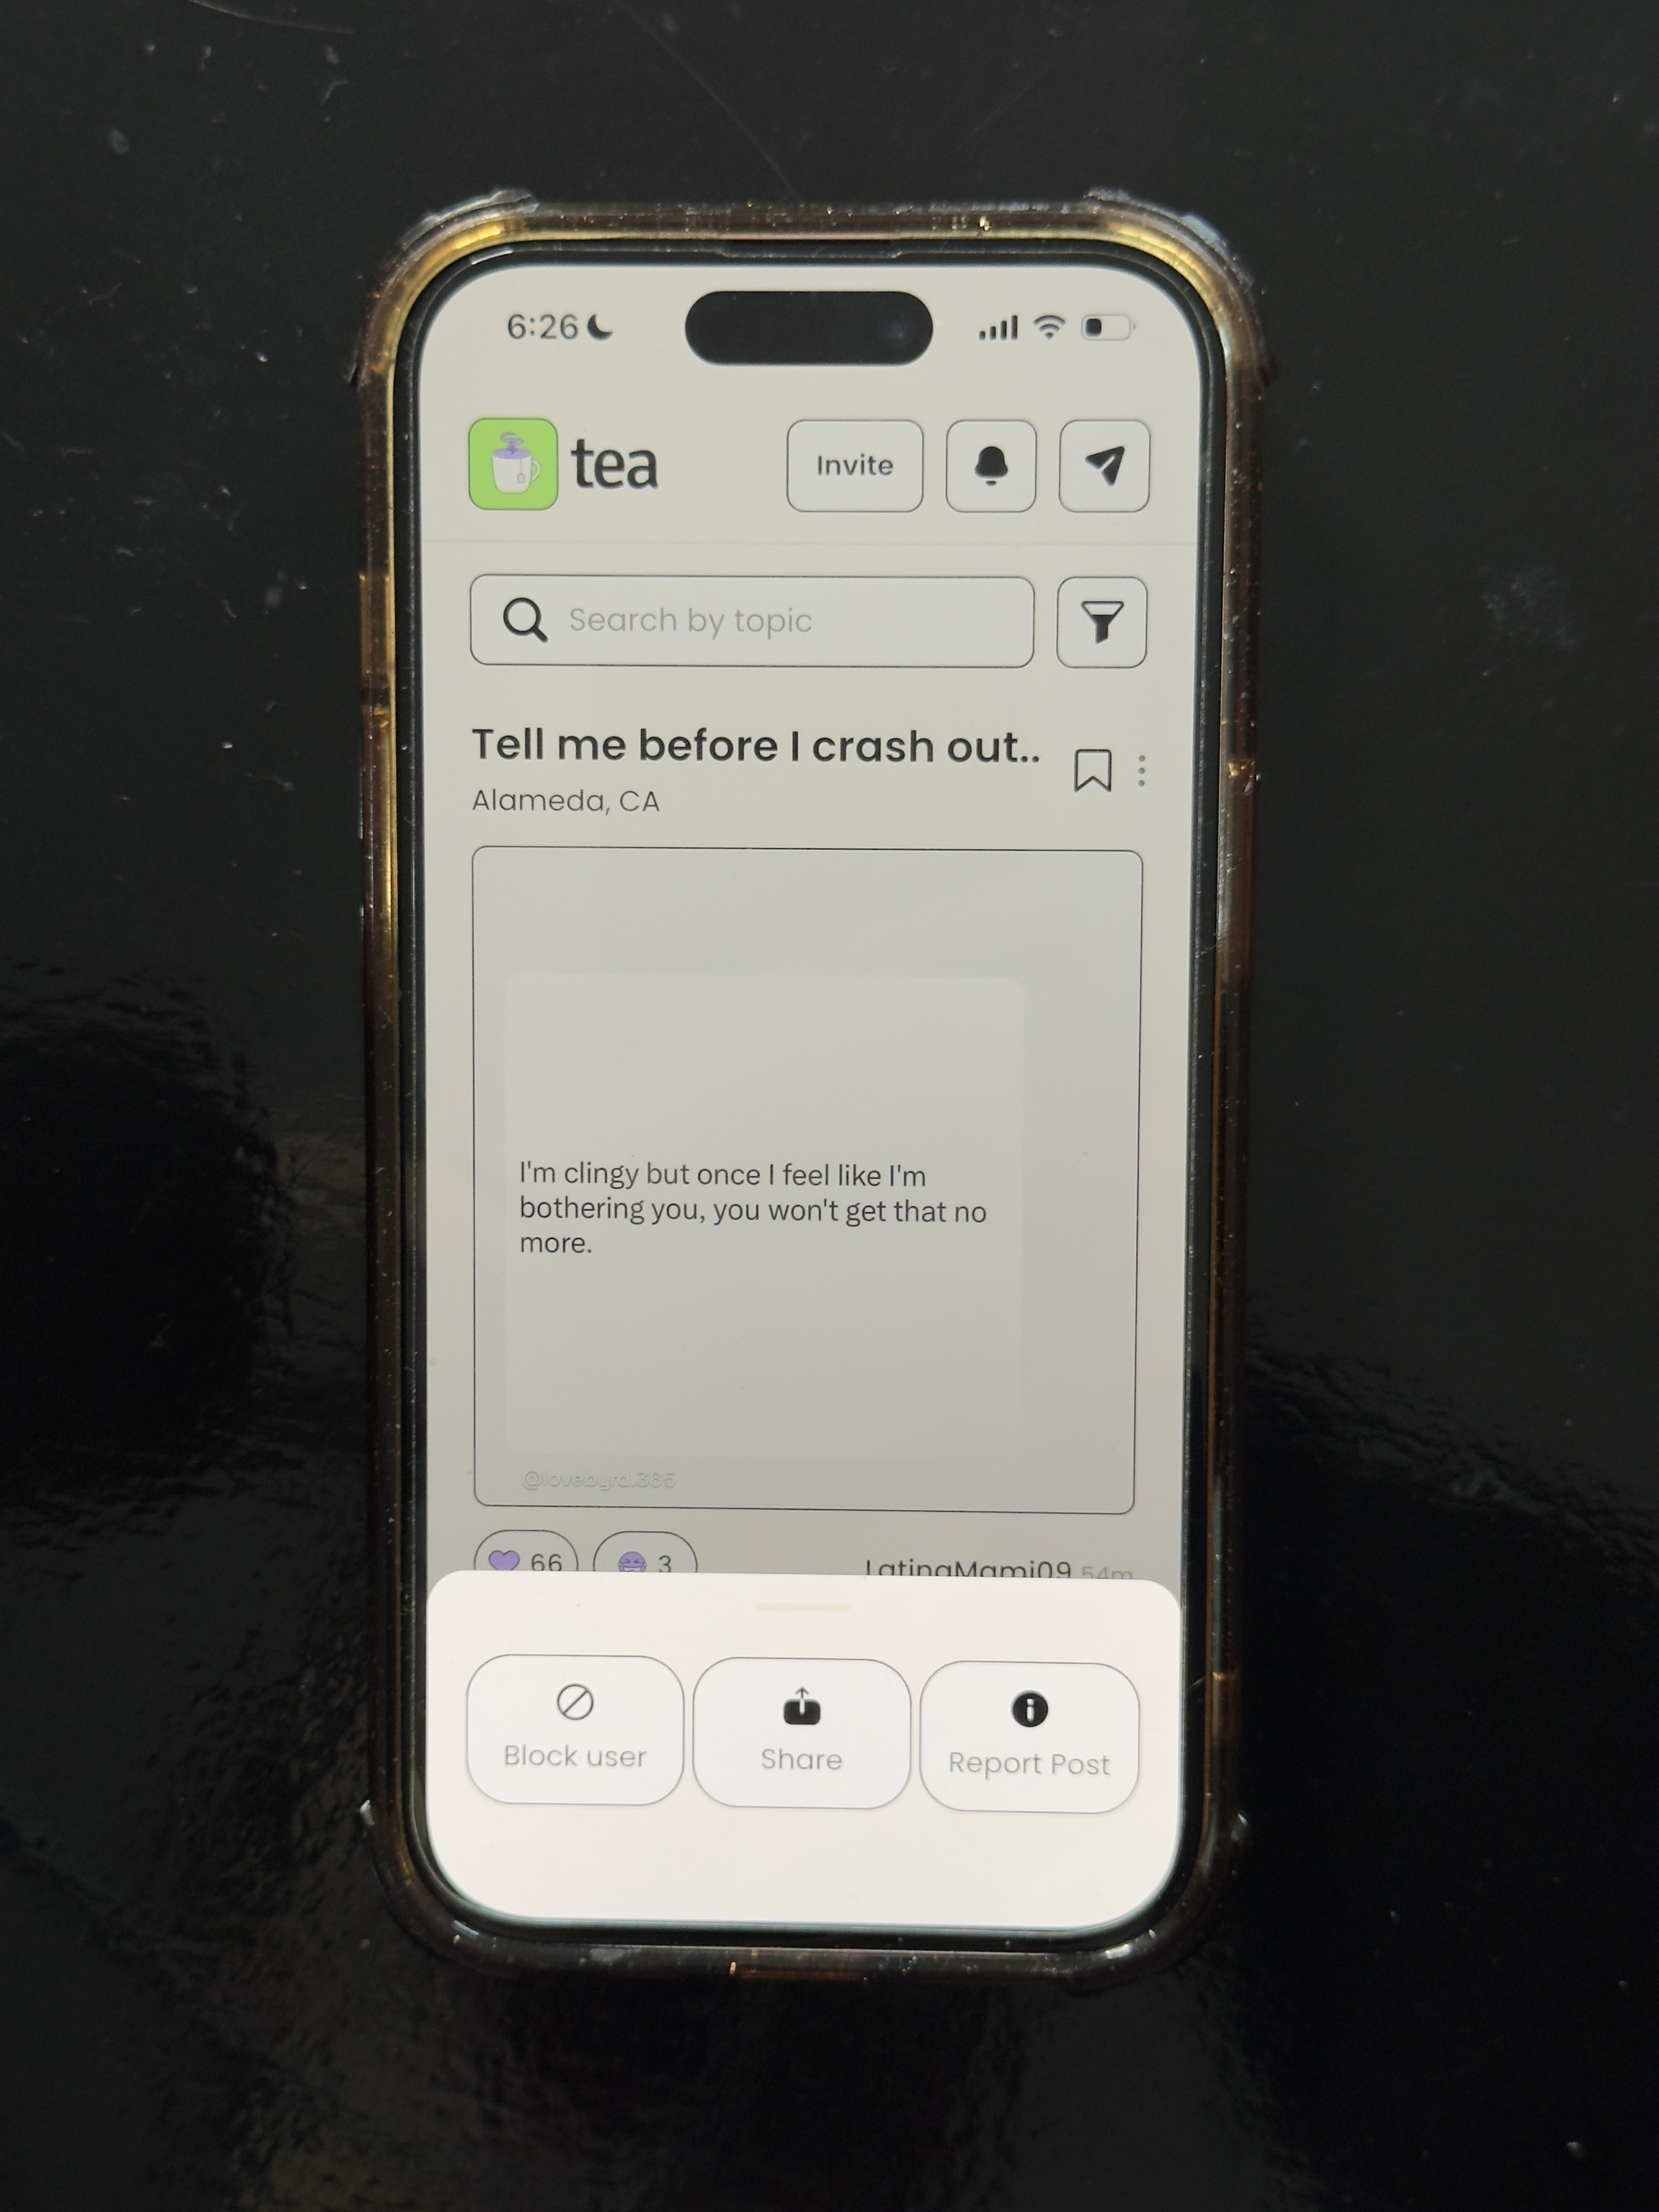 6:26
tea
Invite
Search by topic
Tell me before I crash out..
Alameda, CA
I'm clingy but once I feel like I'm
bothering you, you won't get that no
more.
@lovebyrd.365
66
3
LatinaMami09 54m
Block user
Share
Report Post